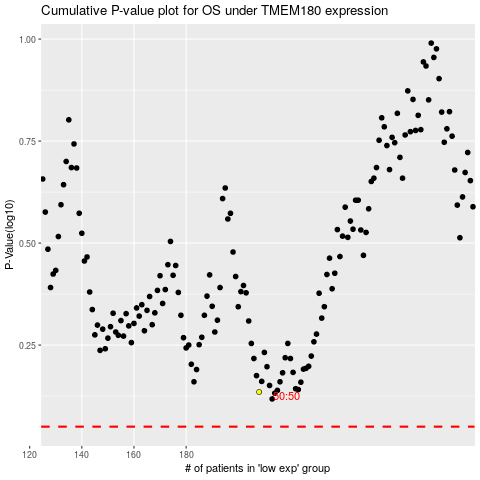 Cumulative P-value plot for OS under TMEM180 expression
P-Value(log10)
1.00
0.75
0.50
0.25
50:50
120 140 160 180
# of patients in 'low exp' group